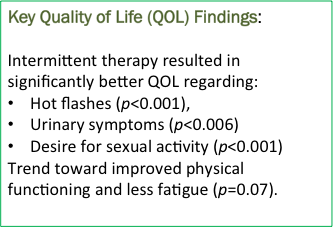 Key Quality of Life (QOL) Findings:
Intermittent therapy resulted in
significantly better QOL regarding:
• Hot flashes (p<0.001),
• Urinary symptoms (p<0.006)
• Desire for sexual activity (p<0.001)
Trend toward improved physical
functioning and less fatigue (p=0.07).